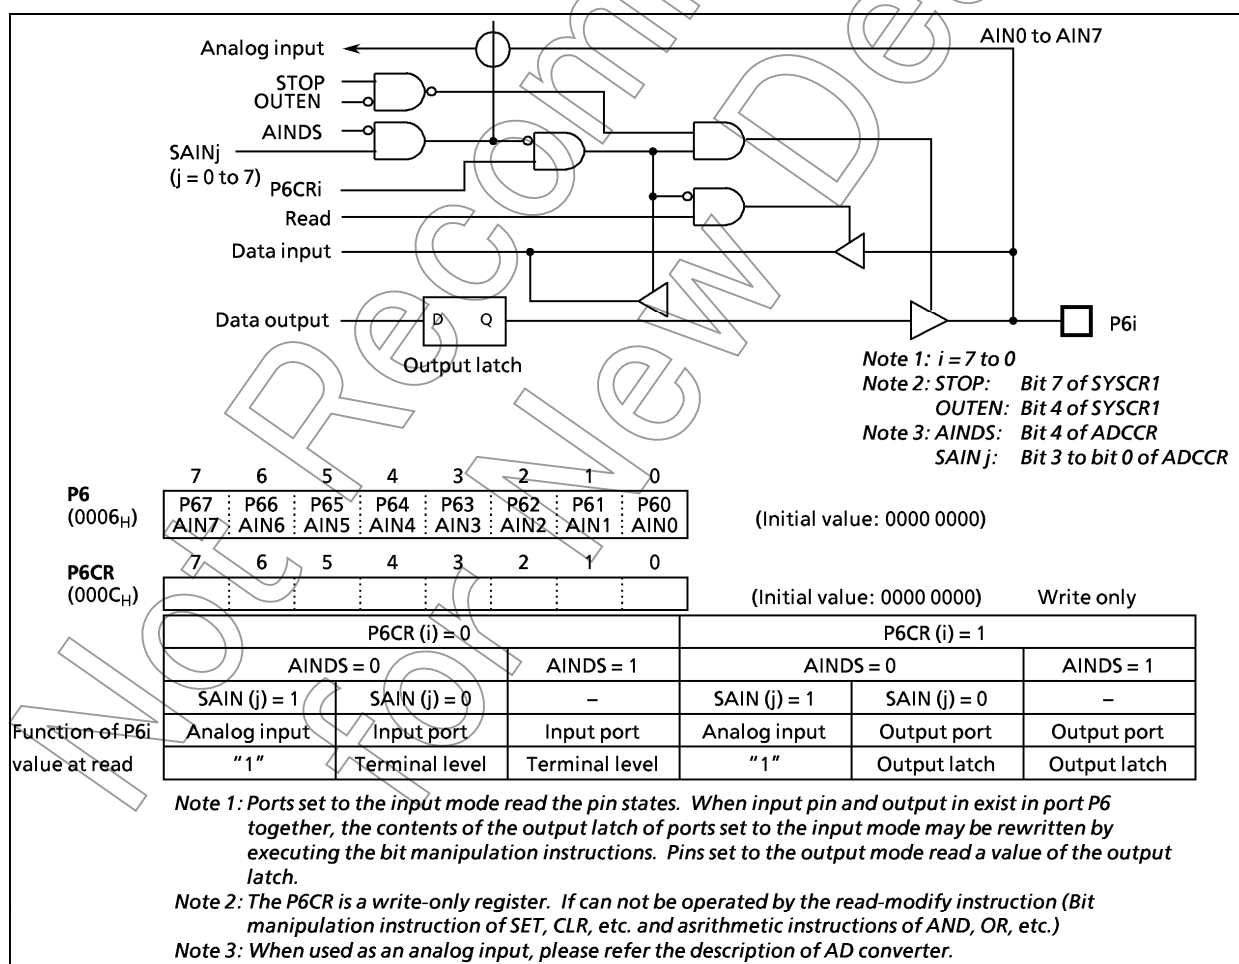 Not Recommended
for New Design
Analog input
AIN0 to AIN7
STOP
OUTEN
AINDS
SAINj
(j = 0 to 7)
P6CRi
Read
Data input
Data output
D Q
Output latch
P6i
Note 1: i = 7 to 0
Note 2: STOP: Bit 7 of SYSCR1
OUTEN: Bit 4 of SYSCR1
Note 3: AINDS: Bit 4 of ADCCR
SAIN j: Bit 3 to bit 0 of ADCCR
7 6 5 4 3 2 1 0
P6
(0006H)
P67 P66 P65 P64 P63 P62 P61 P60
AIN7 AIN6 AIN5 AIN4 AIN3 AIN2 AIN1 AIN0
(Initial value: 0000 0000)
7 6 5 4 3 2 1 0
P6CR
(000CH)
(Initial value: 0000 0000) Write only
P6CR (i) = 0 P6CR (i) = 1
AINDS = 0 AINDS = 1 AINDS = 0 AINDS = 1
SAIN (j) = 1 SAIN (j) = 0 – SAIN (j) = 1 SAIN (j) = 0 –
Function of P6i Analog input Input port Input port Analog input Output port Output port
value at read "1" Terminal level Terminal level "1" Output latch Output latch
Note 1: Ports set to the input mode read the pin states. When input pin and output in exist in port P6
together, the contents of the output latch of ports set to the input mode may be rewritten by
executing the bit manipulation instructions. Pins set to the output mode read a value of the output
latch.
Note 2: The P6CR is a write-only register. If can not be operated by the read-modify instruction (Bit
manipulation instruction of SET, CLR, etc. and asrithmetic instructions of AND, OR, etc.)
Note 3: When used as an analog input, please refer the description of AD converter.